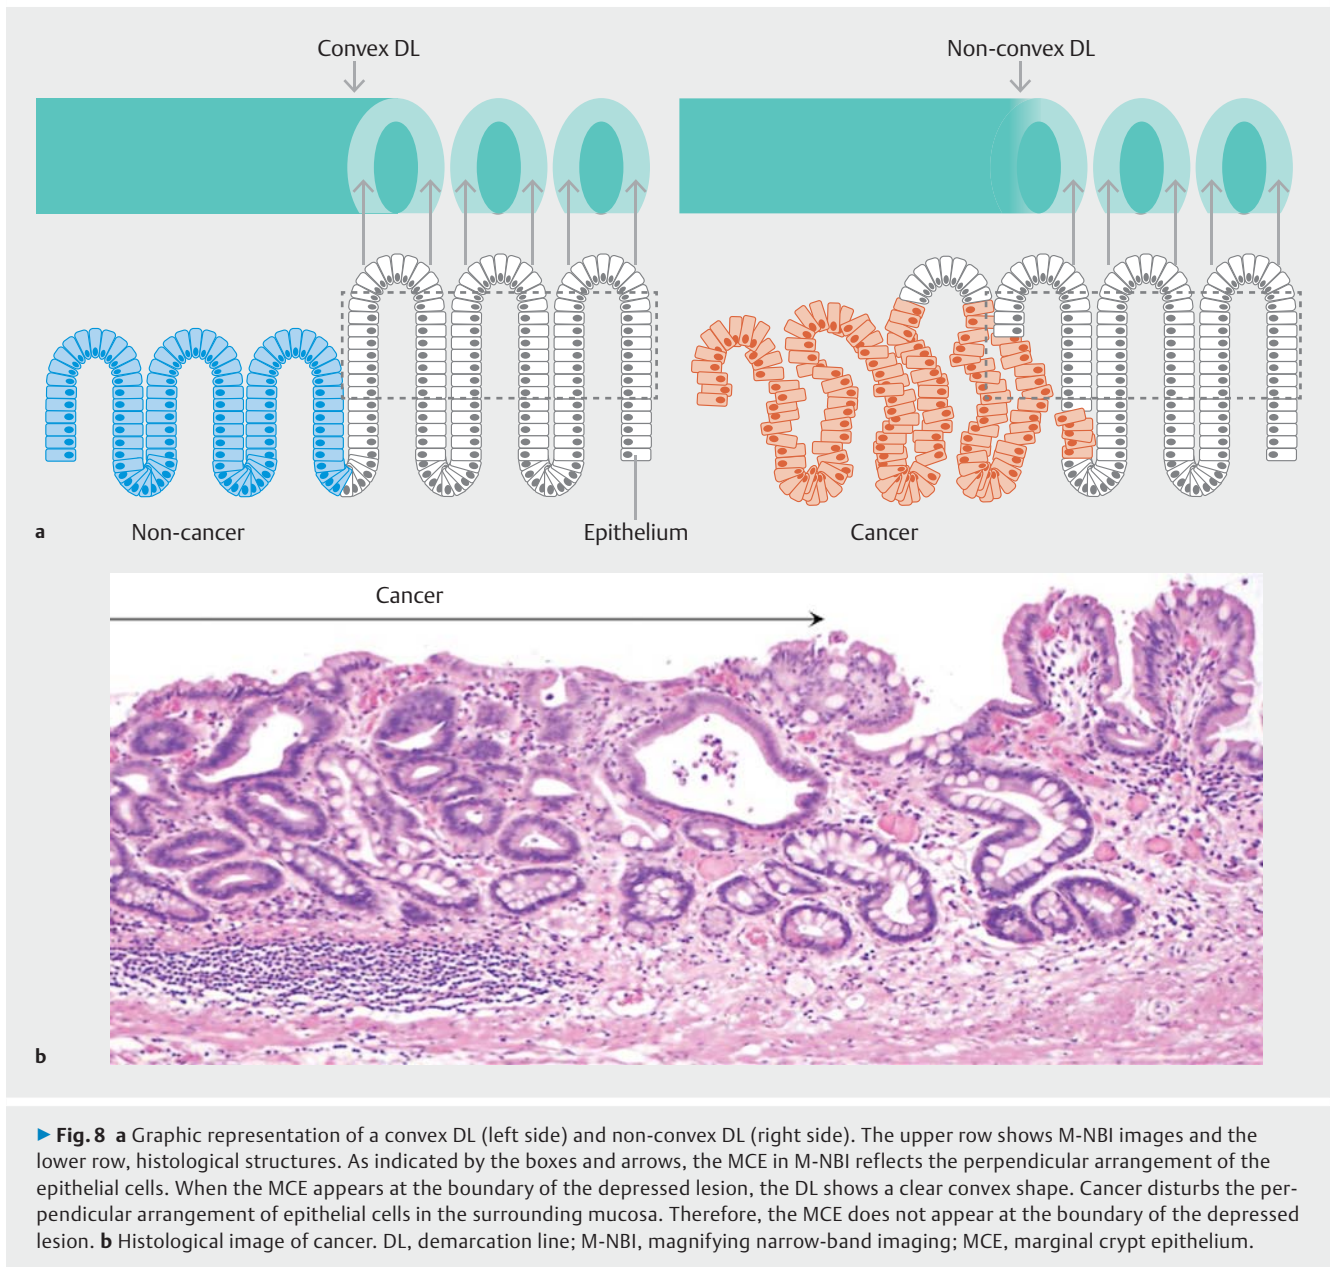 Convex DL
Non-convex DL
a
Non-cancer
Epithelium
Cancer
Cancer
b
► Fig. 8 a Graphic representation of a convex DL (left side) and non-convex DL (right side). The upper row shows M-NBI images and the
lower row, histological structures. As indicated by the boxes and arrows, the MCE in M-NBI reflects the perpendicular arrangement of the
epithelial cells. When the MCE appears at the boundary of the depressed lesion, the DL shows a clear convex shape. Cancer disturbs the per-
pendicular arrangement of epithelial cells in the surrounding mucosa. Therefore, the MCE does not appear at the boundary of the depressed
lesion. b Histological image of cancer. DL, demarcation line; M-NBI, magnifying narrow-band imaging; MCE, marginal crypt epithelium.